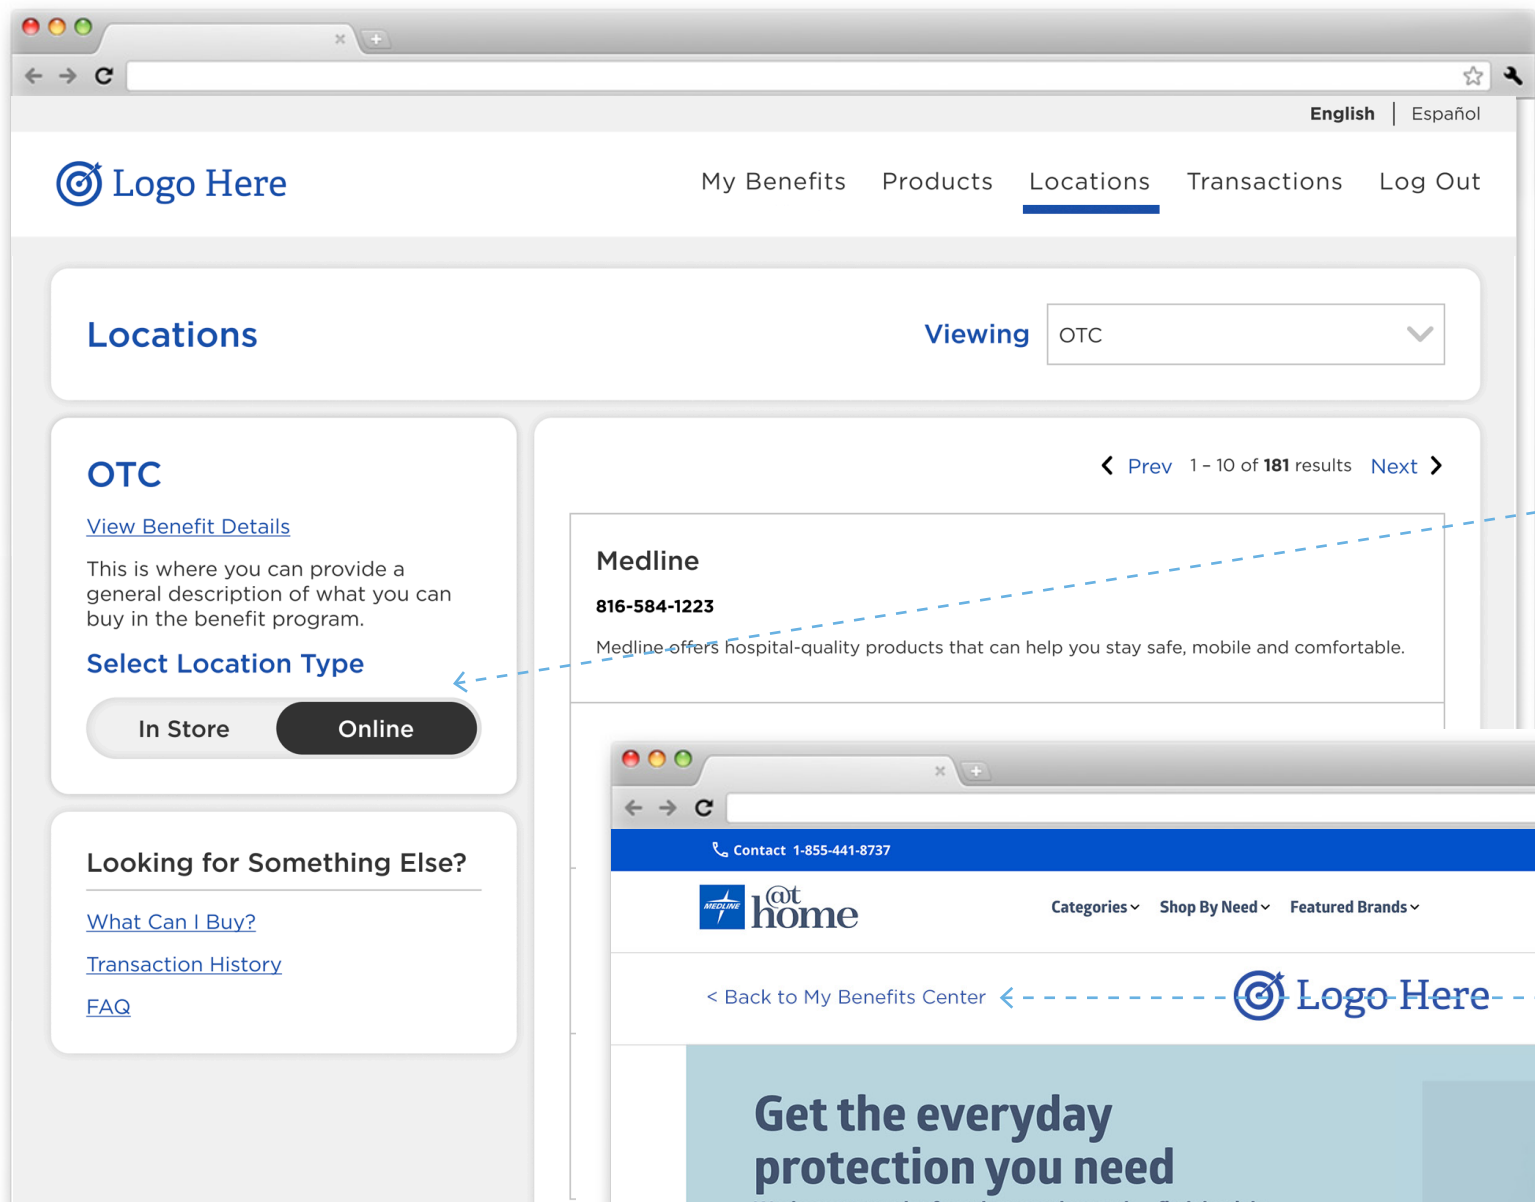 English | Español
Logo Here
My Benefits Products Locations Transactions Log Out
Locations
Viewing OTC
OTC
View Benefit Details
This is where you can provide a
general description of what you can
buy in the benefit program.
Select Location Type
In Store Online
Looking for Something Else?
What Can I Buy?
Transaction History
FAQ
Prev 1 – 10 of 181 results Next
Medline
816-584-1223
Medline offers hospital-quality products that can help you stay safe, mobile and comfortable.
Contact 1-855-441-8737
MEDLINE @t home
Categories Shop By Need Featured Brands
< Back to My Benefits Center
Logo Here
Get the everyday
protection you need